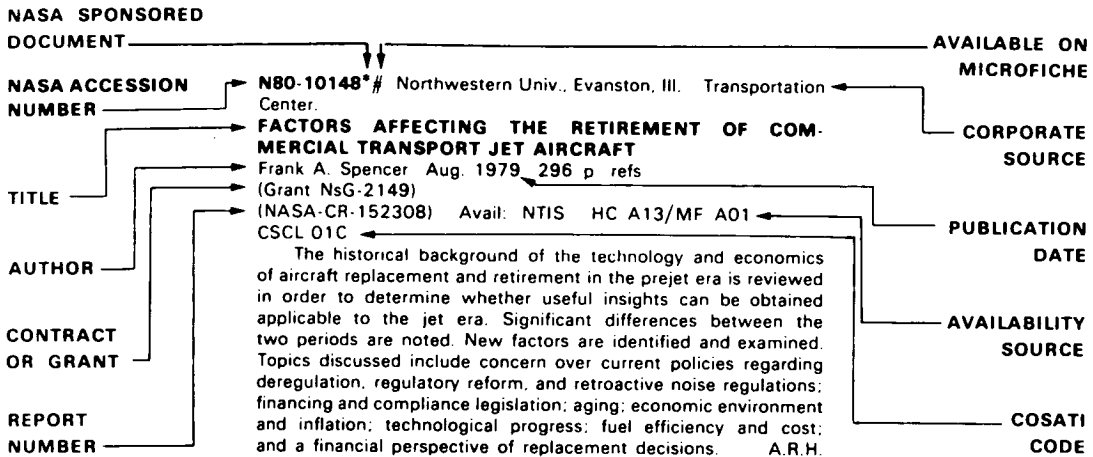 NASA SPONSORED
DOCUMENT
NASA ACCESSION
NUMBER
TITLE
AUTHOR
CONTRACT
OR GRANT
REPORT
NUMBER
N80-10148*# Northwestern Univ., Evanston, Ill. Transportation
Center.
FACTORS AFFECTING THE RETIREMENT OF COM-
MERCIAL TRANSPORT JET AIRCRAFT
Frank A. Spencer Aug. 1979 296 p refs
(Grant NsG-2149)
(NASA-CR-152308) Avail: NTIS HC A13/MF A01
CSCL 01C
The historical background of the technology and economics
of aircraft replacement and retirement in the prejet era is reviewed
in order to determine whether useful insights can be obtained
applicable to the jet era. Significant differences between the
two periods are noted. New factors are identified and examined.
Topics discussed include concern over current policies regarding
deregulation, regulatory reform, and retroactive noise regulations;
financing and compliance legislation; aging; economic environment
and inflation; technological progress; fuel efficiency and cost;
and a financial perspective of replacement decisions. A.R.H.
AVAILABLE ON
MICROFICHE
CORPORATE
SOURCE
PUBLICATION
DATE
AVAILABILITY
SOURCE
COSATI
CODE